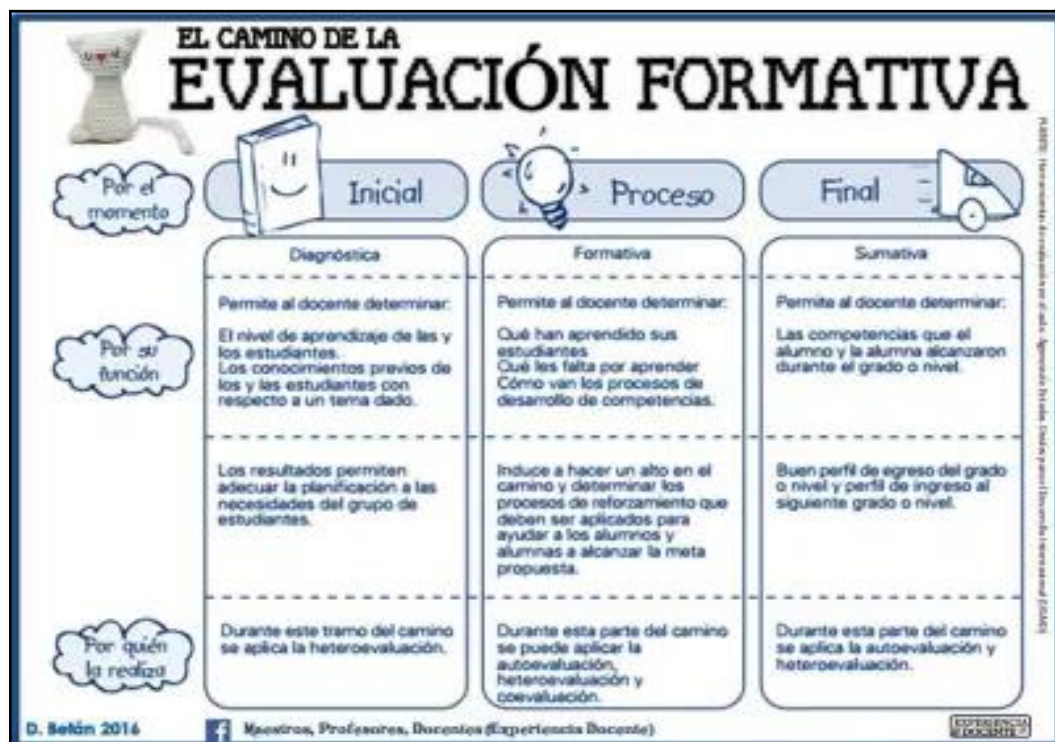 EL CAMINO DE LA
EVALUACIÓN FORMATIVA
Por el
momento
Inicial
Proceso
Final
Diagnóstica
Formativa
Sumativa
Por su
función
Permite al docente determinar:
El nivel de aprendizaje de las y
los estudiantes.
Los conocimientos previos de
los y las estudiantes con
respecto a un tema dado.
Permite al docente determinar:
Qué han aprendido sus
estudiantes
Qué les falta por aprender
Cómo van los procesos de
desarrollo de competencias.
Permite al docente determinar:
Las competencias que el
alumno y la alumna alcanzaron
durante el grado o nivel.
Los resultados permiten
adecuar la planificación a las
necesidades del grupo de
estudiantes.
Induce a hacer un alto en el
camino y determinar los
procesos de reforzamiento que
deben ser aplicados para
ayudar a los alumnos y
alumnas a alcanzar la meta
propuesta.
Buen perfil de egreso del grado
o nivel y perfil de ingreso al
siguiente grado o nivel.
Por quién
la realiza
Durante este tramo del camino
se aplica la heteroevaluación.
Durante esta parte del camino
se puede aplicar la
autoevaluación,
heteroevaluación y
coevaluación.
Durante esta parte del camino
se aplica la autoevaluación y
heteroevaluación.
D. Betán 2016
f Maestros, Profesores, Docentes (Experiencia Docente)
EXPERIENCIA
DOCENTE